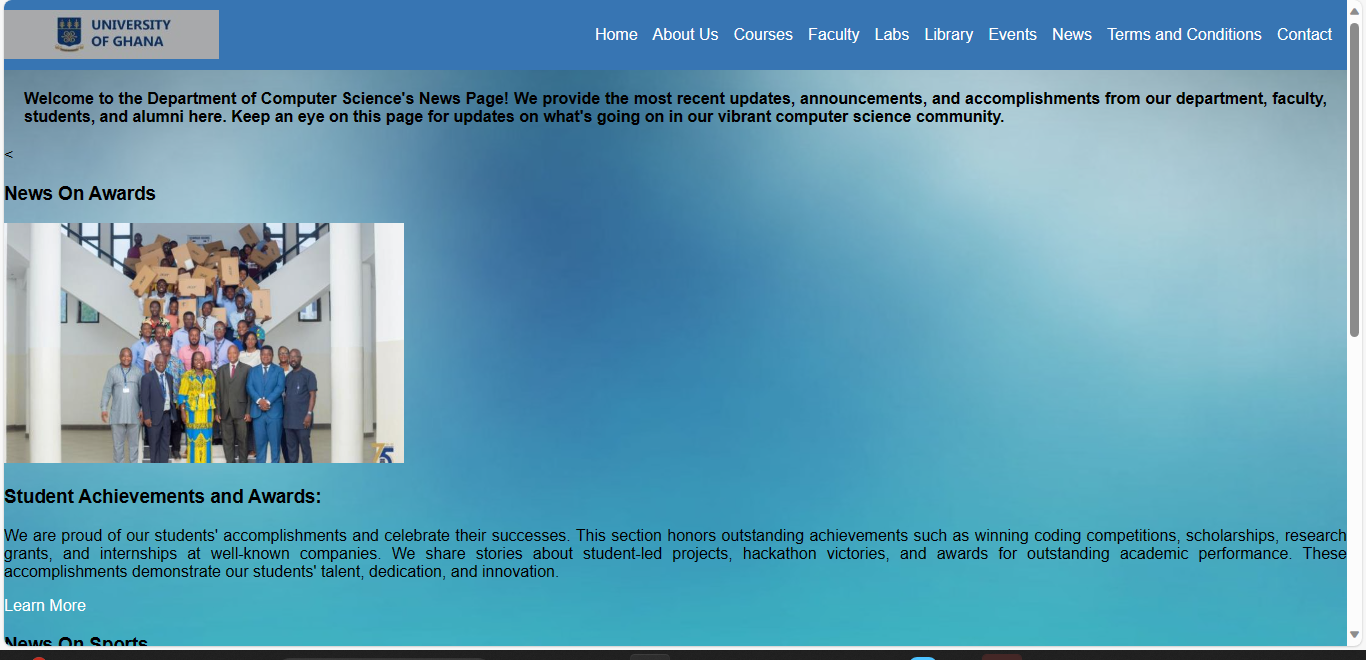 UNIVERSITY
OF GHANA
Home About Us Courses Faculty Labs Library Events News Terms and Conditions Contact
Welcome to the Department of Computer Science's News Page! We provide the most recent updates, announcements, and accomplishments from our department, faculty,
students, and alumni here. Keep an eye on this page for updates on what's going on in our vibrant computer science community.
<
News On Awards
75
Student Achievements and Awards:
We are proud of our students' accomplishments and celebrate their successes. This section honors outstanding achievements such as winning coding competitions, scholarships, research
grants, and internships at well-known companies. We share stories about student-led projects, hackathon victories, and awards for outstanding academic performance. These
accomplishments demonstrate our students' talent, dedication, and innovation.
Learn More
News On Sports